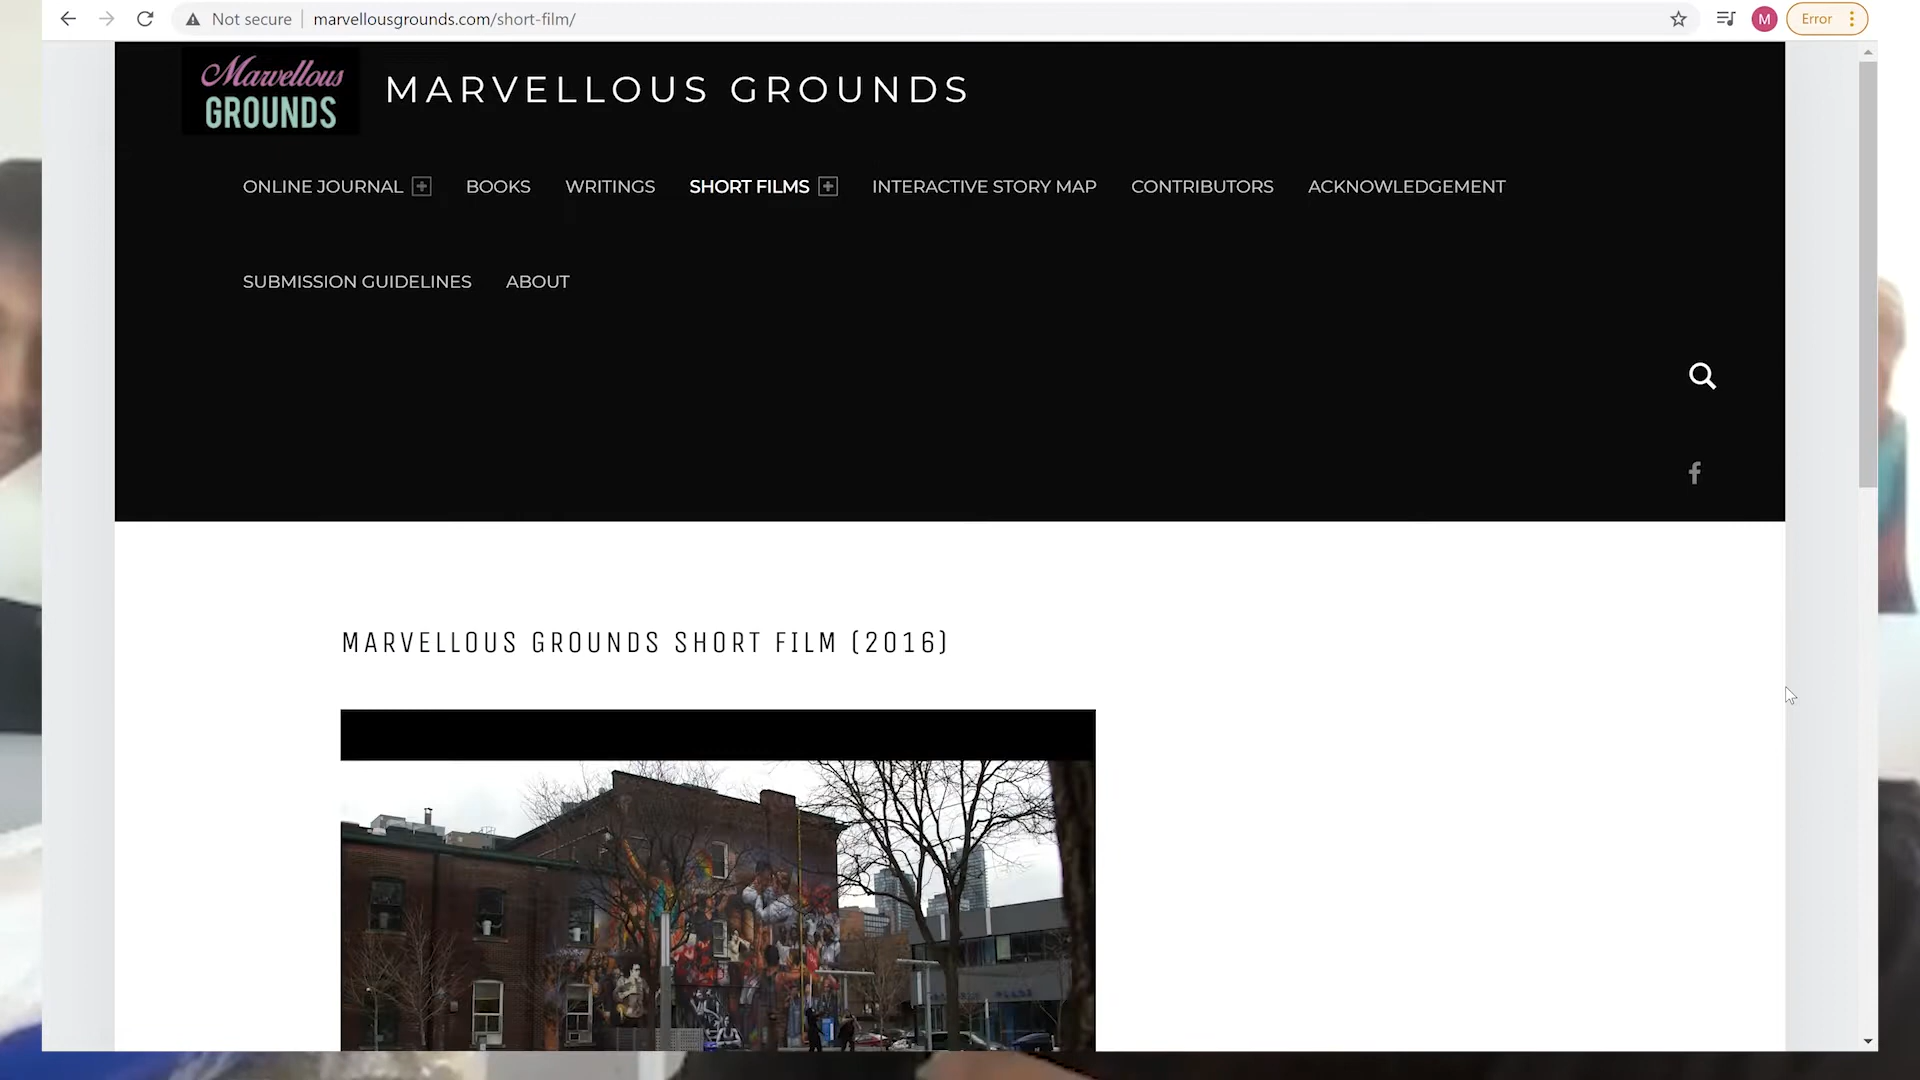 Not secure
marvellousgrounds.com/short-film/
M
Error
Marvellous
GROUNDS
MARVELLOUS GROUNDS
ONLINE JOURNAL
BOOKS
WRITINGS
SHORT FILMS
INTERACTIVE STORY MAP
CONTRIBUTORS
ACKNOWLEDGEMENT
SUBMISSION GUIDELINES
ABOUT
MARVELLOUS GROUNDS SHORT FILM (2016)